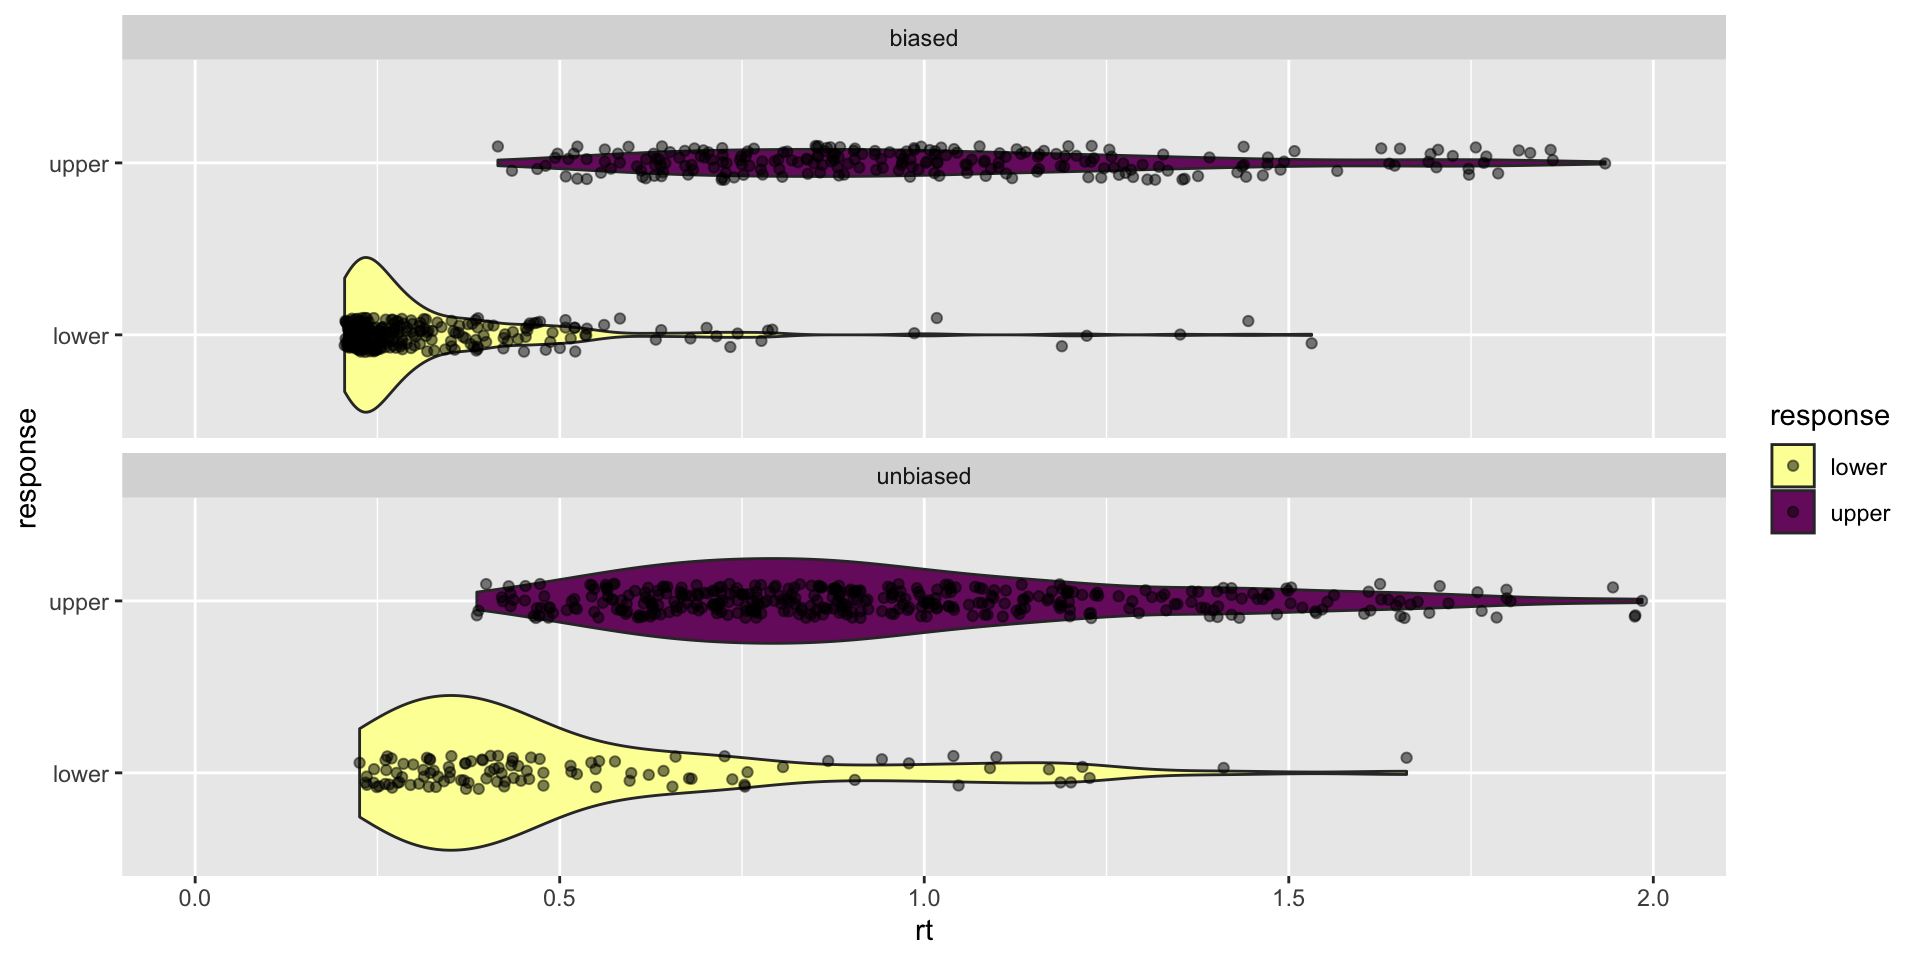 biased
upper
lower
unbiased
upper
lower
0.0 0.5 1.0 1.5 2.0
rt
response
response
lower
upper